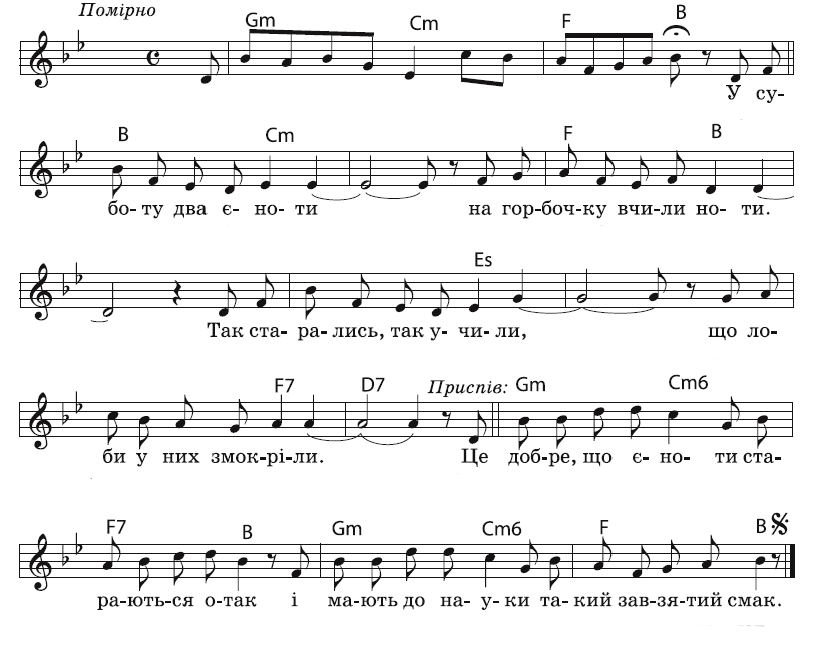 Помірно
Gm Cm F B
У су-
B Cm F B
бо- ту два є- но- ти на гор-боч-ку вчи-ли но- ти.
Es
Так ста- ра- лись, так у- чи- ли, що ло-
F7 D7 Приспів: Gm Cm6
би у них змок-рі-ли. Це доб-ре, що є- но- ти ста-
F7 B Gm Cm6 F B
ра-ють-ся о-так і ма-ють до на- у- ки та- кий зав-зя-тий смак.